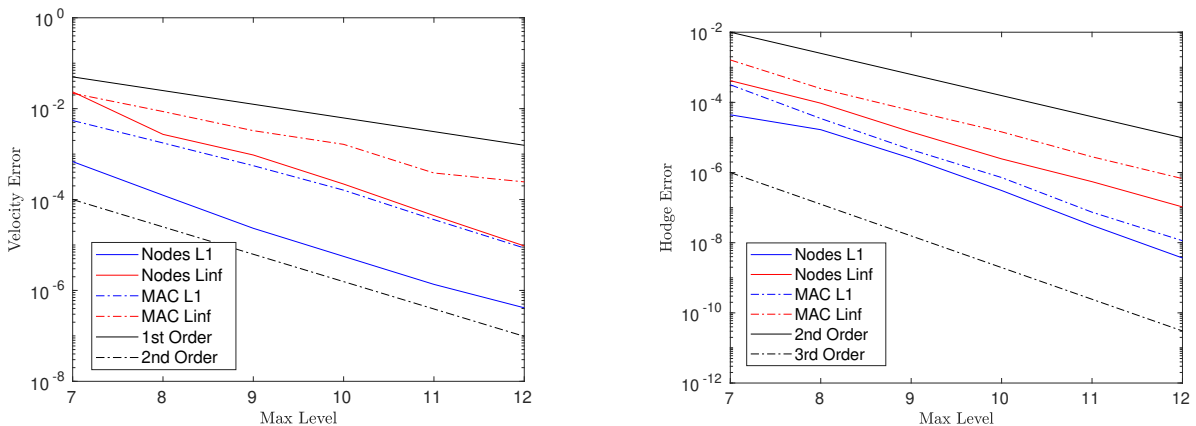 10^0
10^-2
10^-4
10^-6
10^-8
Velocity Error
7 8 9 10 11 12
Max Level
Nodes L1
Nodes Linf
MAC L1
MAC Linf
1st Order
2nd Order
10^-2
10^-4
10^-6
10^-8
10^-10
10^-12
Hodge Error
7 8 9 10 11 12
Max Level
Nodes L1
Nodes Linf
MAC L1
MAC Linf
2nd Order
3rd Order